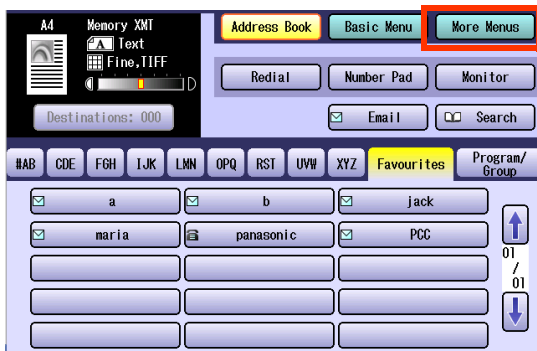 A4 Memory XMT
A Text
Fine,TIFF
D
Destinations: 000
Address Book Basic Menu More Menus
Redial Number Pad Monitor
Email Search
#AB CDE FGH IJK LMN OPQ RST UVW XYZ Favourites Program/
Group
a b jack
maria panasonic PCC
01
/
01